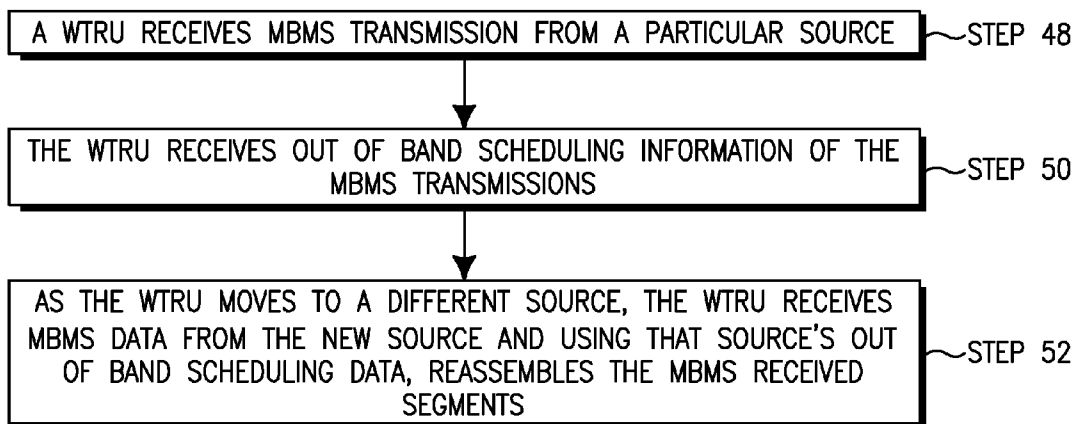 A WTRU RECEIVES MBMS TRANSMISSION FROM A PARTICULAR SOURCE
STEP 48
THE WTRU RECEIVES OUT OF BAND SCHEDULING INFORMATION OF THE
MBMS TRANSMISSIONS
STEP 50
AS THE WTRU MOVES TO A DIFFERENT SOURCE, THE WTRU RECEIVES
MBMS DATA FROM THE NEW SOURCE AND USING THAT SOURCE'S OUT
OF BAND SCHEDULING DATA, REASSEMBLES THE MBMS RECEIVED
SEGMENTS
STEP 52